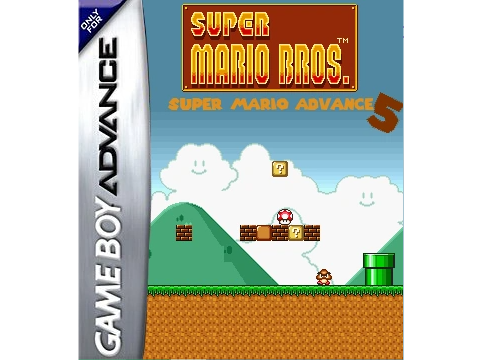 ONLY
FOR
GAME BOY ADVANCE
SUPER
MARIO BROS.™
SUPER MARIO ADVANCE 5
?
?